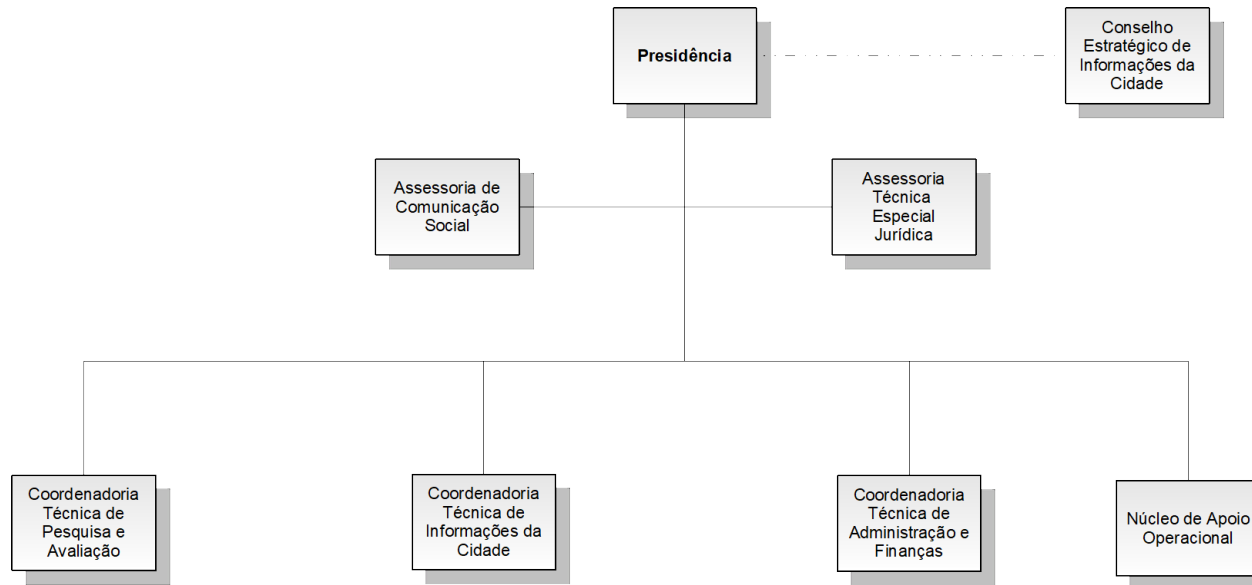 Presidência
Conselho
Estratégico de
Informações da
Cidade
Assessoria de
Comunicação
Social
Assessoria
Técnica
Especial
Jurídica
Coordenadoria
Técnica de
Pesquisa e
Avaliação
Coordenadoria
Técnica de
Informações da
Cidade
Coordenadoria
Técnica de
Administração e
Finanças
Núcleo de Apoio
Operacional